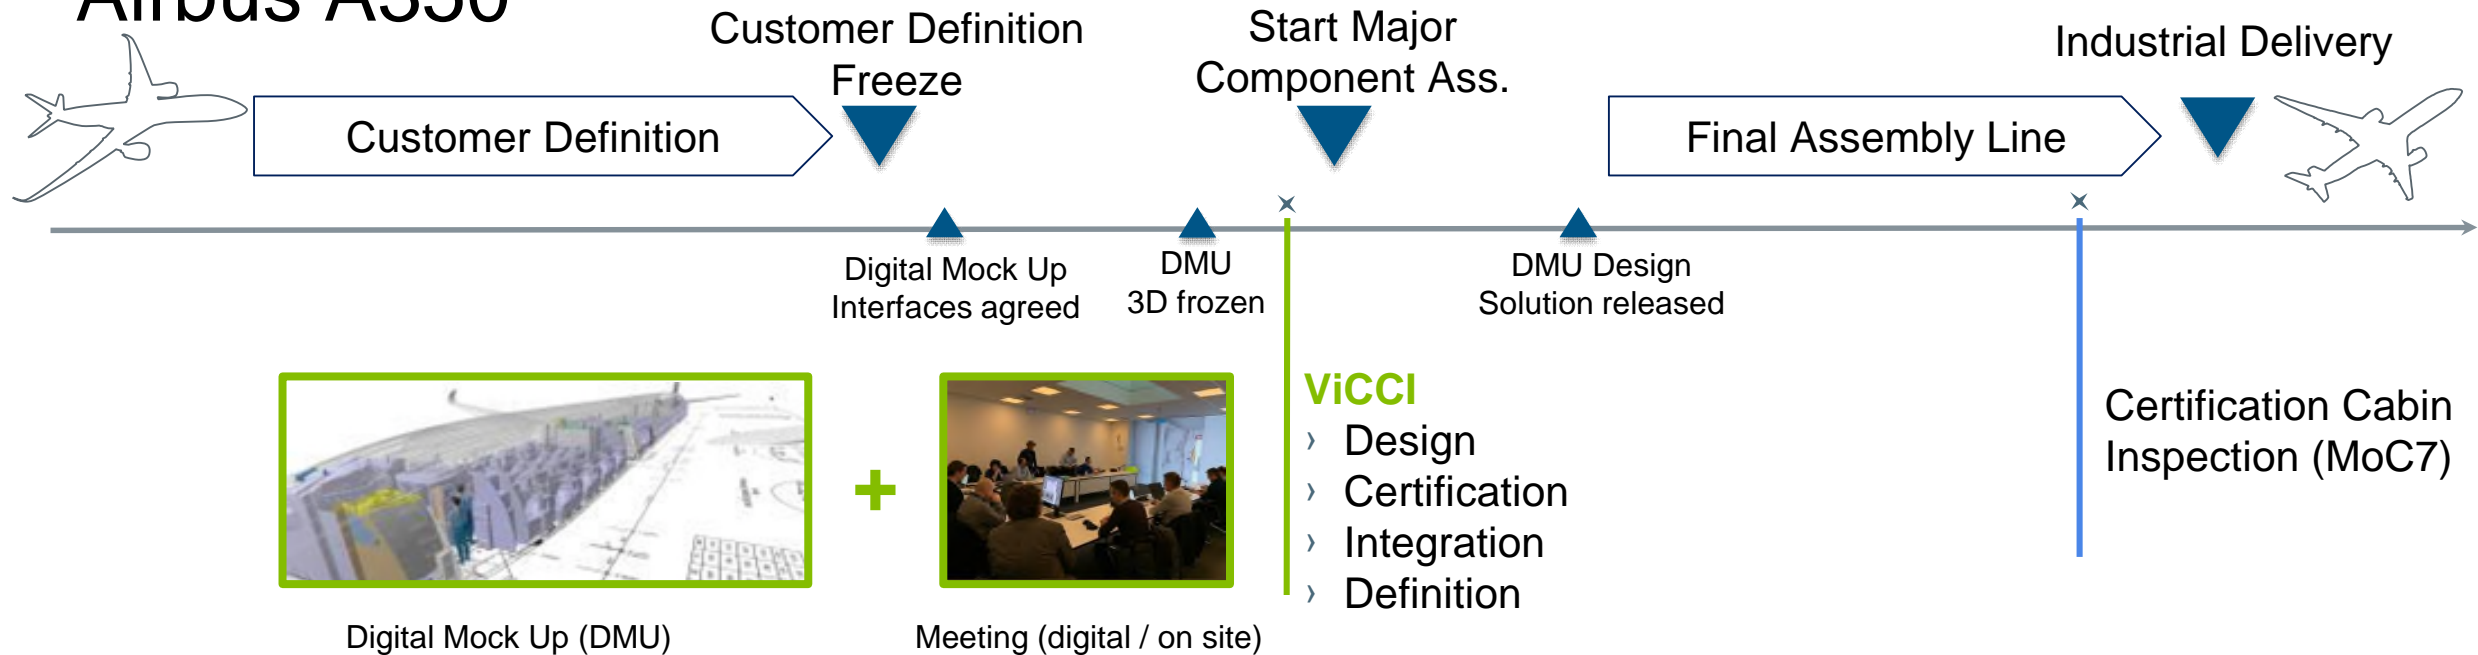 Airbus A350
Customer Definition
Freeze
Start Major
Component Ass.
Industrial Delivery
Customer Definition
Final Assembly Line
Digital Mock Up
Interfaces agreed
DMU
3D frozen
DMU Design
Solution released
ViCCI
› Design
› Certification
› Integration
› Definition
Certification Cabin
Inspection (MoC7)
+
Digital Mock Up (DMU)
Meeting (digital / on site)